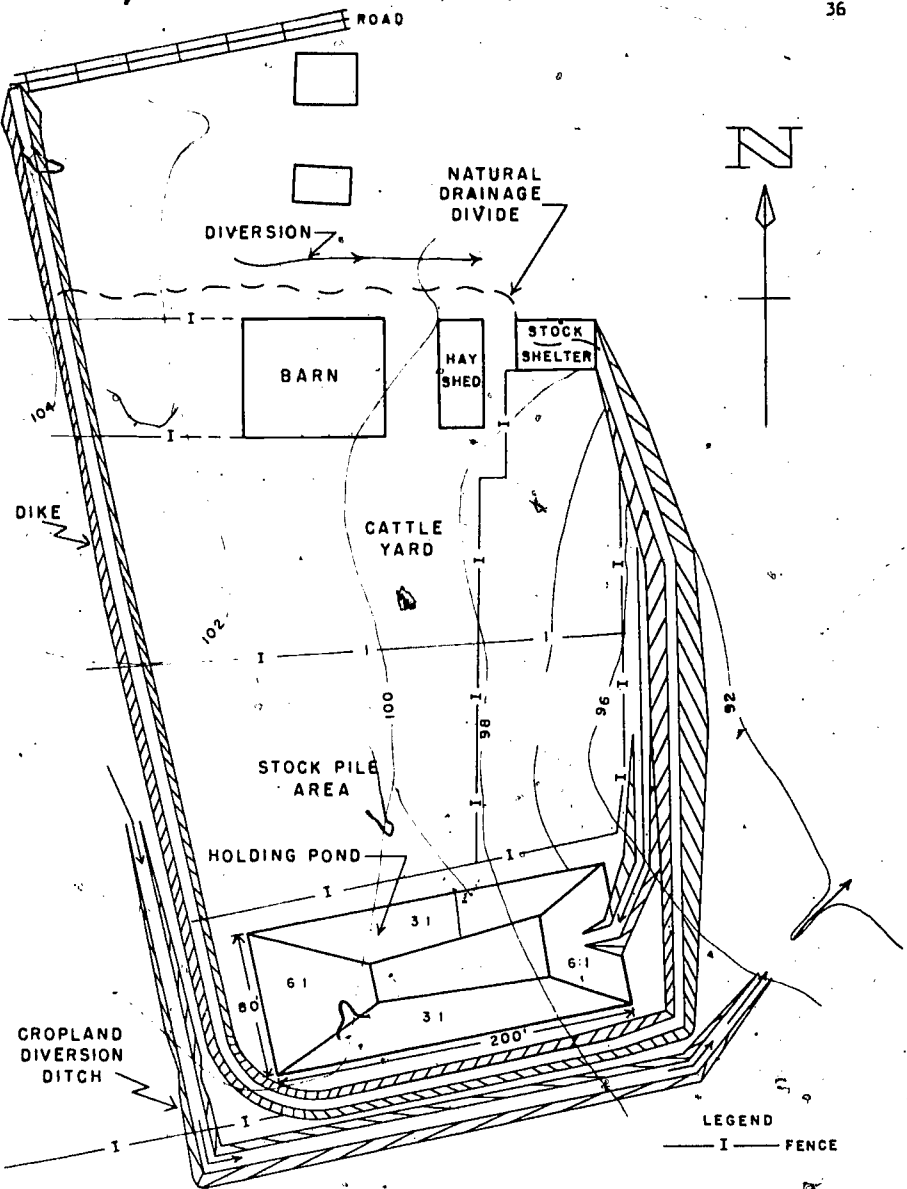 36
ROAD
N
NATURAL
DRAINAGE
DIVIDE
DIVERSION
BARN
HAY
SHED
STOCK
SHELTER
104
DIKE
CATTLE
YARD
102
100
98
96
92
STOCK PILE
AREA
HOLDING POND
3 1
6 1
6:1
3 1
80'
200'
CROPLAND
DIVERSION
DITCH
LEGEND
I FENCE